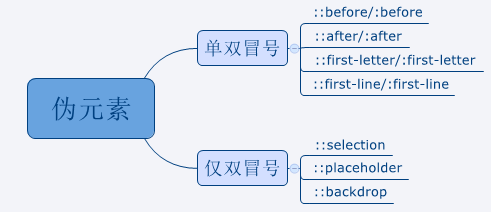 伪元素
单双冒号
::before/:before
::after/:after
::first-letter/:first-letter
::first-line/:first-line
仅双冒号
::selection
::placeholder
::backdrop